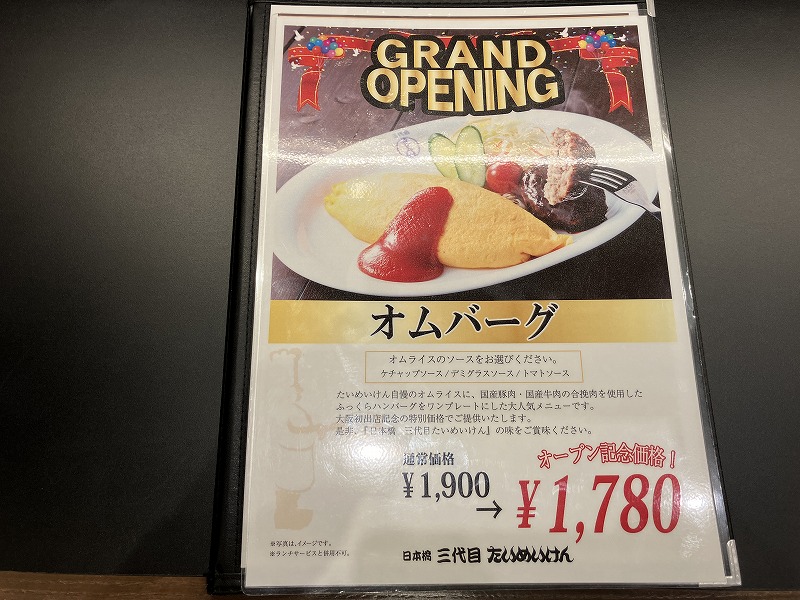 GRAND
OPENING
オムバーグ
オムライスのソースをお選びください。
ケチャップソース/デミグラスソース/トマトソース
たいめいけん自慢のオムライスに、国産豚肉・国産牛肉の合挽肉を使用した
ふっくらハンバーグをワンプレートにした大人気メニューです。
大阪初出店記念の特別価格でご提供いたします。
是非、『日本橋 三代目たいめいけん』の味をご賞味ください。
通常価格
¥1,900
→
オープン記念価格！
¥1,780
※写真は、イメージです。
※ランチサービスと併用不可。
日本橋 三代目 たいめいけん